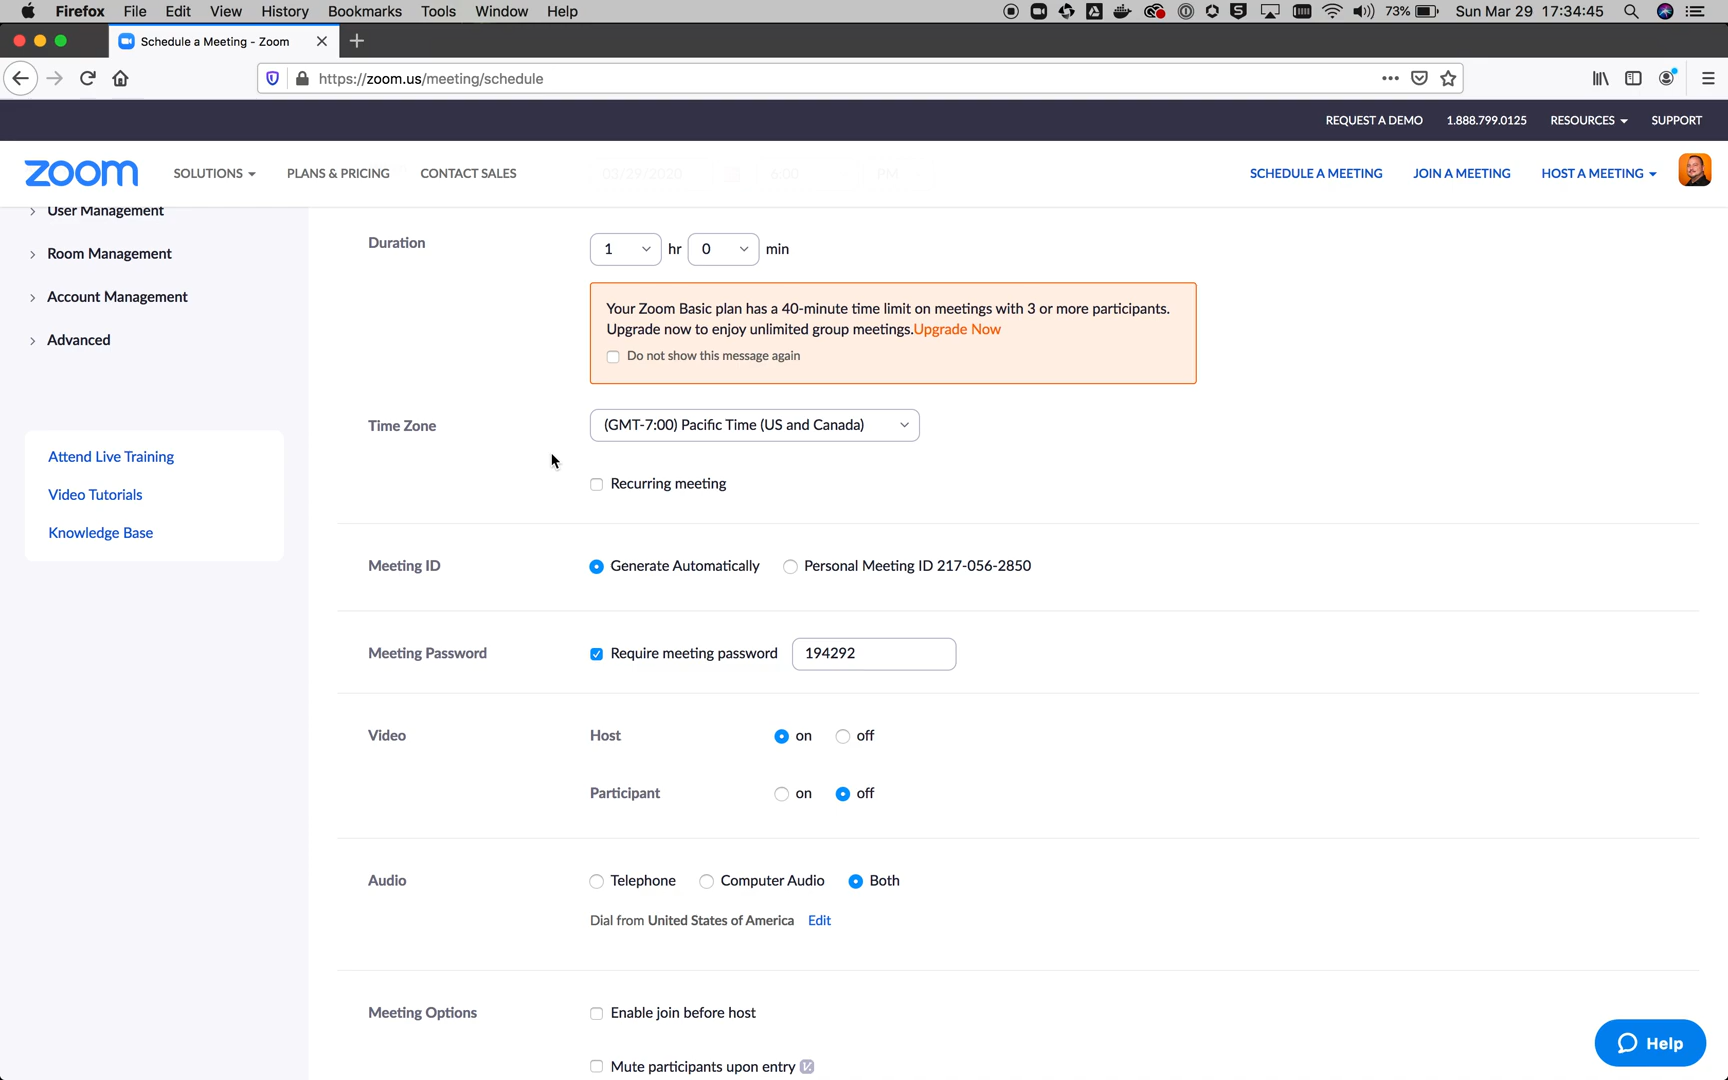 Firefox File Edit View History Bookmarks Tools Window Help 73% Sun Mar 29 17:34:45
Schedule a Meeting - Zoom
https://zoom.us/meeting/schedule
REQUEST A DEMO 1.888.799.0125 RESOURCES SUPPORT
zoom SOLUTIONS PLANS & PRICING CONTACT SALES 03/29/2020 6:00 PM SCHEDULE A MEETING JOIN A MEETING HOST A MEETING
User Management
Room Management
Account Management
Advanced
Attend Live Training
Video Tutorials
Knowledge Base
Duration 1 hr 0 min
Your Zoom Basic plan has a 40-minute time limit on meetings with 3 or more participants.
Upgrade now to enjoy unlimited group meetings.Upgrade Now
Do not show this message again
Time Zone (GMT-7:00) Pacific Time (US and Canada)
Recurring meeting
Meeting ID Generate Automatically Personal Meeting ID 217-056-2850
Meeting Password Require meeting password 194292
Video Host on off
Participant on off
Audio Telephone Computer Audio Both
Dial from United States of America Edit
Meeting Options Enable join before host
Mute participants upon entry
Help